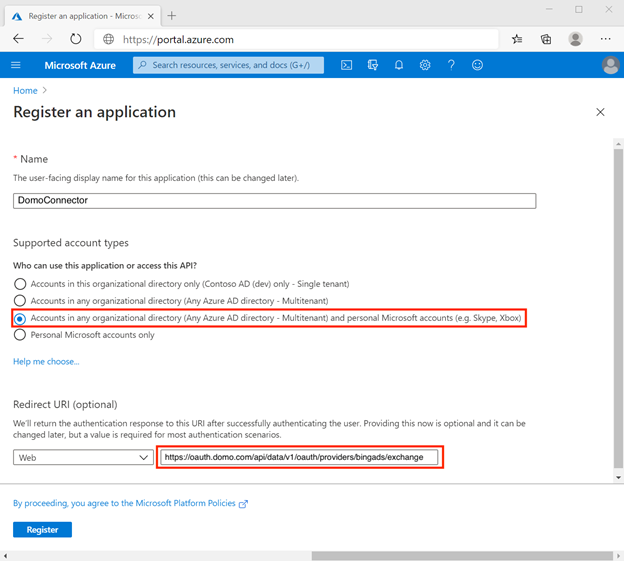 Register an application - Micros
https://portal.azure.com
Microsoft Azure
Search resources, services, and docs (G+/)
Home
Register an application
* Name
The user-facing display name for this application (this can be changed later).
DomoConnector
Supported account types
Who can use this application or access this API?
Accounts in this organizational directory only (Contoso AD (dev) only - Single tenant)
Accounts in any organizational directory (Any Azure AD directory - Multitenant)
Accounts in any organizational directory (Any Azure AD directory - Multitenant) and personal Microsoft accounts (e.g. Skype, Xbox)
Personal Microsoft accounts only
Help me choose...
Redirect URI (optional)
We'll return the authentication response to this URI after successfully authenticating the user. Providing this now is optional and it can be
changed later, but a value is required for most authentication scenarios.
Web
https://oauth.domo.com/api/data/v1/oauth/providers/bingads/exchange
By proceeding, you agree to the Microsoft Platform Policies
Register